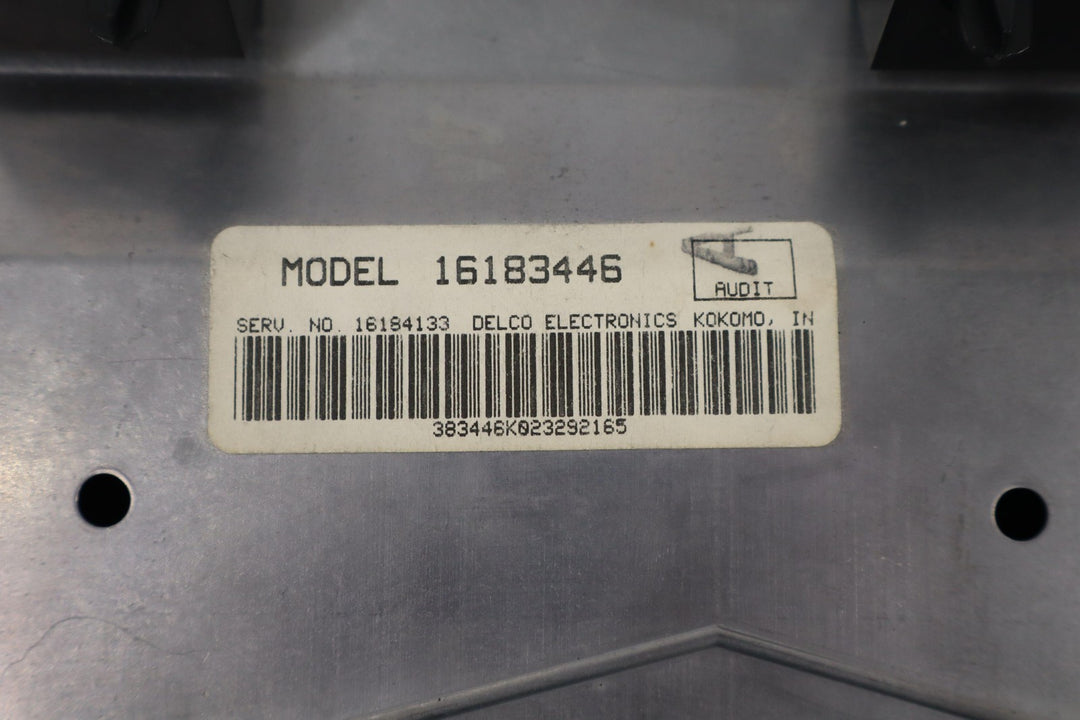 MODEL 16183446
AUDIT
SERV. NO. 16184133 DELCO ELECTRONICS KOKOMO, IN
383446K023292165